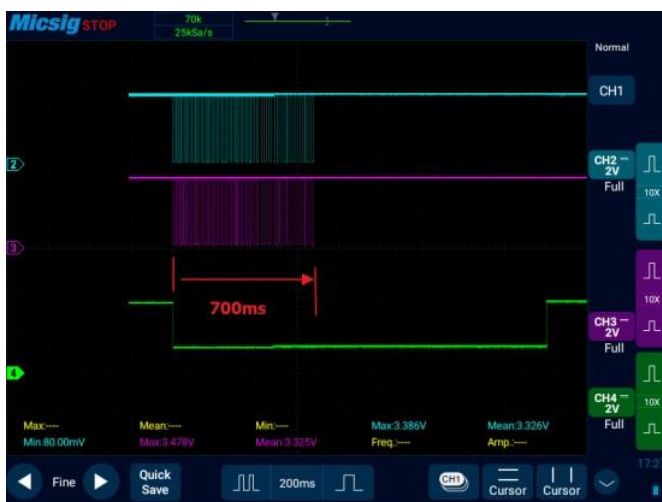 Micsig STOP
70k
25kSa/s
Normal
CH1
2
CH2
2V
Full
10X
3
700ms
10X
CH3
2V
Full
4
10X
CH4
2V
Full
Max:----
Mean:----
Min:----
Max:3.386V
Mean:3.326V
Min:80.00mV
Max:3.478V
Mean:3.325V
Freq.:----
Amp.:----
Fine
Quick
Save
200ms
CH1
Cursor
Cursor